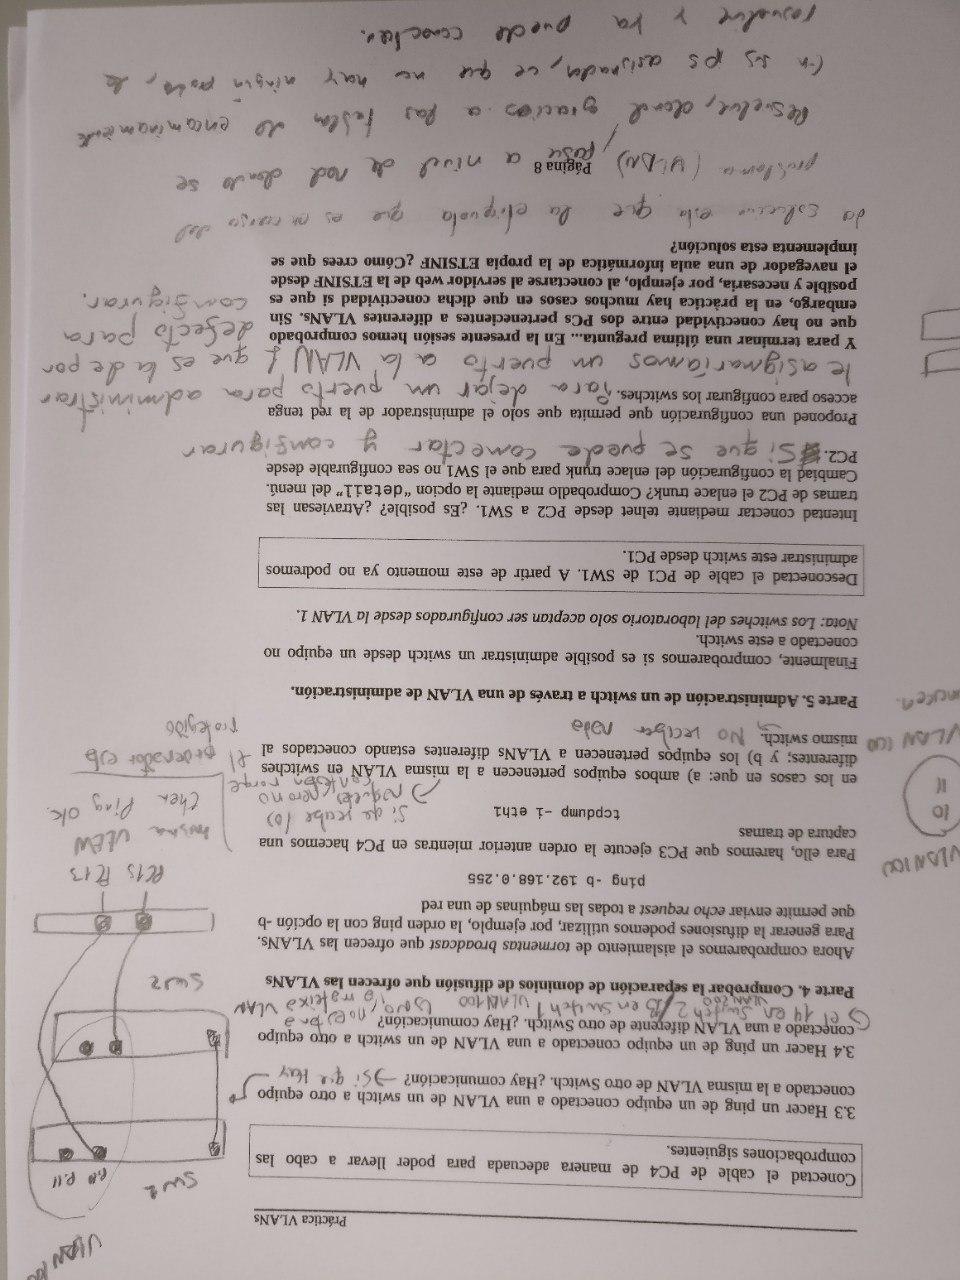 Práctica VLANs
VLAN 100
SW1
P.10 P.11
Conectad el cable de PC4 de manera adecuada para poder llevar a cabo las
comprobaciones siguientes.
3.3 Hacer un ping de un equipo conectado a una VLAN de un switch a otro equipo
conectado a la misma VLAN de otro Switch. ¿Hay comunicación? → Si que Hay
3.4 Hacer un ping de un equipo conectado a una VLAN de un switch a otro equipo
conectado a una VLAN diferente de otro Switch. ¿Hay comunicación?
el 14 en Switch 2 / 13 en switch 1
VLAN 200 VLAN 100
No, no estan a
la mateixa VLAN
SW2
PC15 PC13
Parte 4. Comprobar la separación de dominios de difusión que ofrecen las VLANs
Ahora comprobaremos el aislamiento de tormentas broadcast que ofrecen las VLANs.
Para generar la difusiones podemos utilizar, por ejemplo, la orden ping con la opción -b
que permite enviar echo request a todas las máquinas de una red
ping -b 192.168.0.255
VLAN 100
10
11
VLAN 100
Para ello, haremos que PC3 ejecute la orden anterior mientras en PC4 hacemos una
captura de tramas
tcpdump -i eth1
Si que recibe los
paquetes, pero no
contestan porque
el ordenador esta
protegido
misma VLAN
then Ping ok.
en los casos en que: a) ambos equipos pertenecen a la misma VLAN en switches
diferentes; y b) los equipos pertenecen a VLANs diferentes estando conectados al
mismo switch. → No reciben nada
Parte 5. Administración de un switch a través de una VLAN de administración.
Finalmente, comprobaremos si es posible administrar un switch desde un equipo no
conectado a este switch.
Nota: Los switches del laboratorio solo aceptan ser configurados desde la VLAN 1.
Desconectad el cable de PC1 de SW1. A partir de este momento ya no podremos
administrar este switch desde PC1.
Intentad conectar mediante telnet desde PC2 a SW1. ¿Es posible? ¿Atraviesan las
tramas de PC2 el enlace trunk? Comprobadlo mediante la opcion “detail” del menú.
Cambiad la configuración del enlace trunk para que el SW1 no sea configurable desde
PC2. Si que se puede conectar y configurar
Proponed una configuración que permita que solo el administrador de la red tenga
acceso para configurar los switches. Para dejar un puerto para administrar
le asignaríamos un puerto a la VLAN 1 que es la de por
defecto para
configurar.
Y para terminar una última pregunta... En la presente sesión hemos comprobado
que no hay conectividad entre dos PCs pertenecientes a diferentes VLANs. Sin
embargo, en la pràctica hay muchos casos en que dicha conectividad si que es
posible y necesaria, por ejemplo, al conectarse al servidor web de la ETSINF desde
el navegador de una aula informática de la propia ETSINF ¿Cómo crees que se
implementa esta solución?
La solución esta que la etiqueta que es en cargo del
problema (VLAN), pase a nivel de red donde se
Página 8
Resuelve, donde gracias a las tablas de encaminamiento
en sus ips asignadas, ve que no hay ningún proble, lo
resuelve y ya puede conectar.